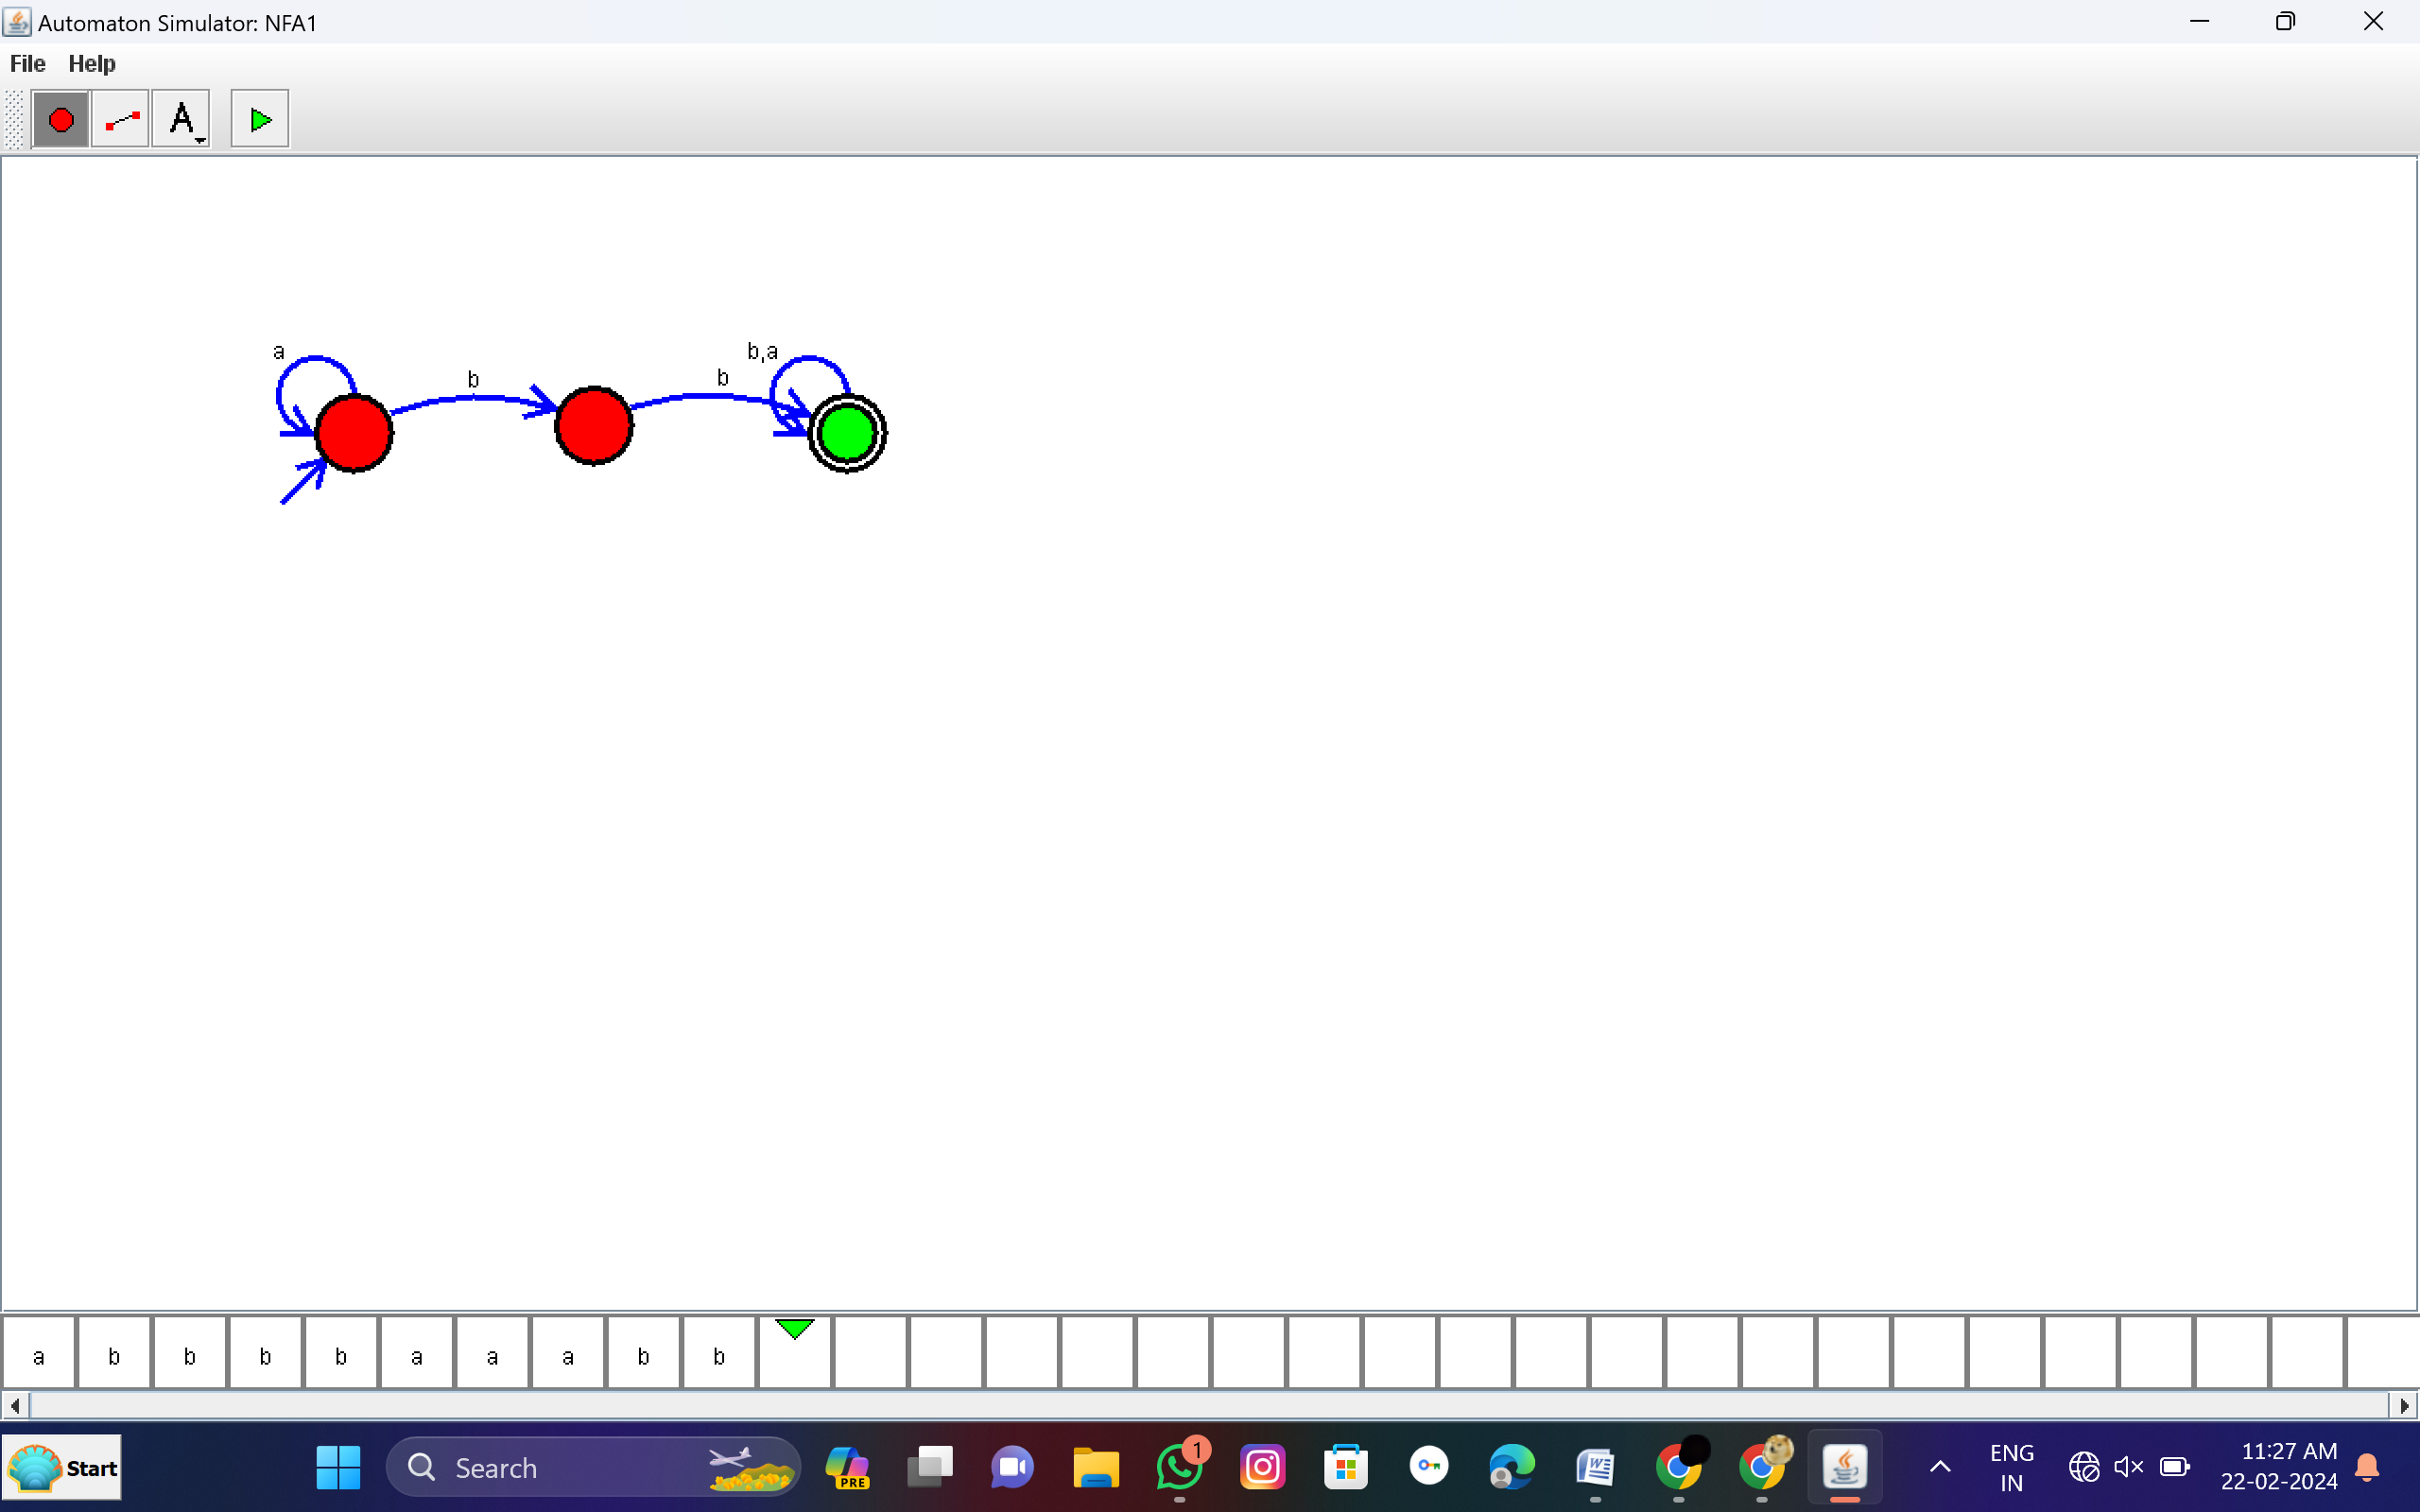 Automaton Simulator: NFA1
File Help
A
a
b
b
b,a
a b b b b a a a b b
Start
Search
PRE
1
W
ENG
IN
11:27 AM
22-02-2024